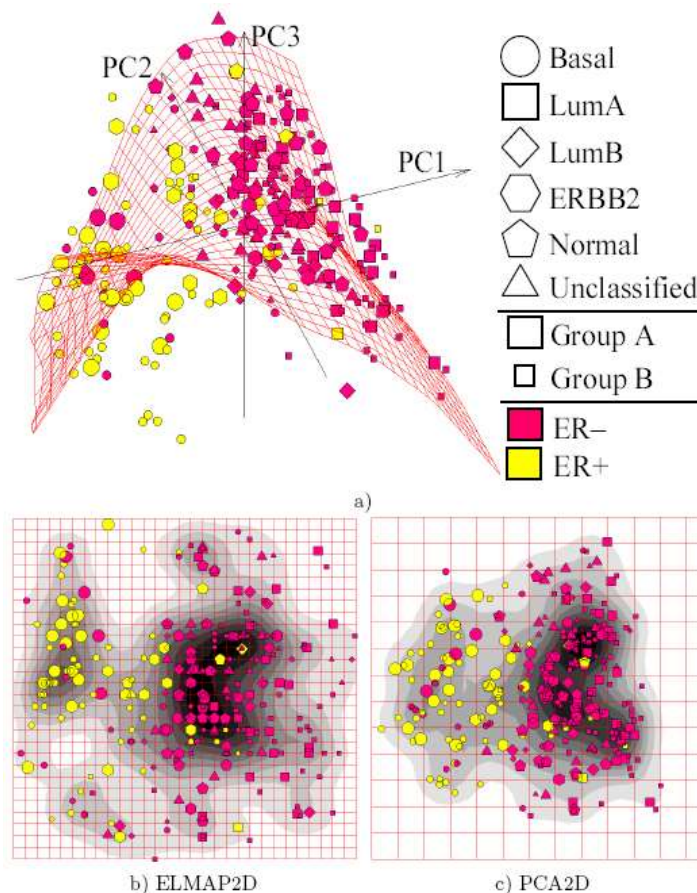 PC3
PC2
PC1
Basal
LumA
LumB
ERBB2
Normal
Unclassified
Group A
Group B
ER–
ER+
a)
b) ELMAP2D
c) PCA2D